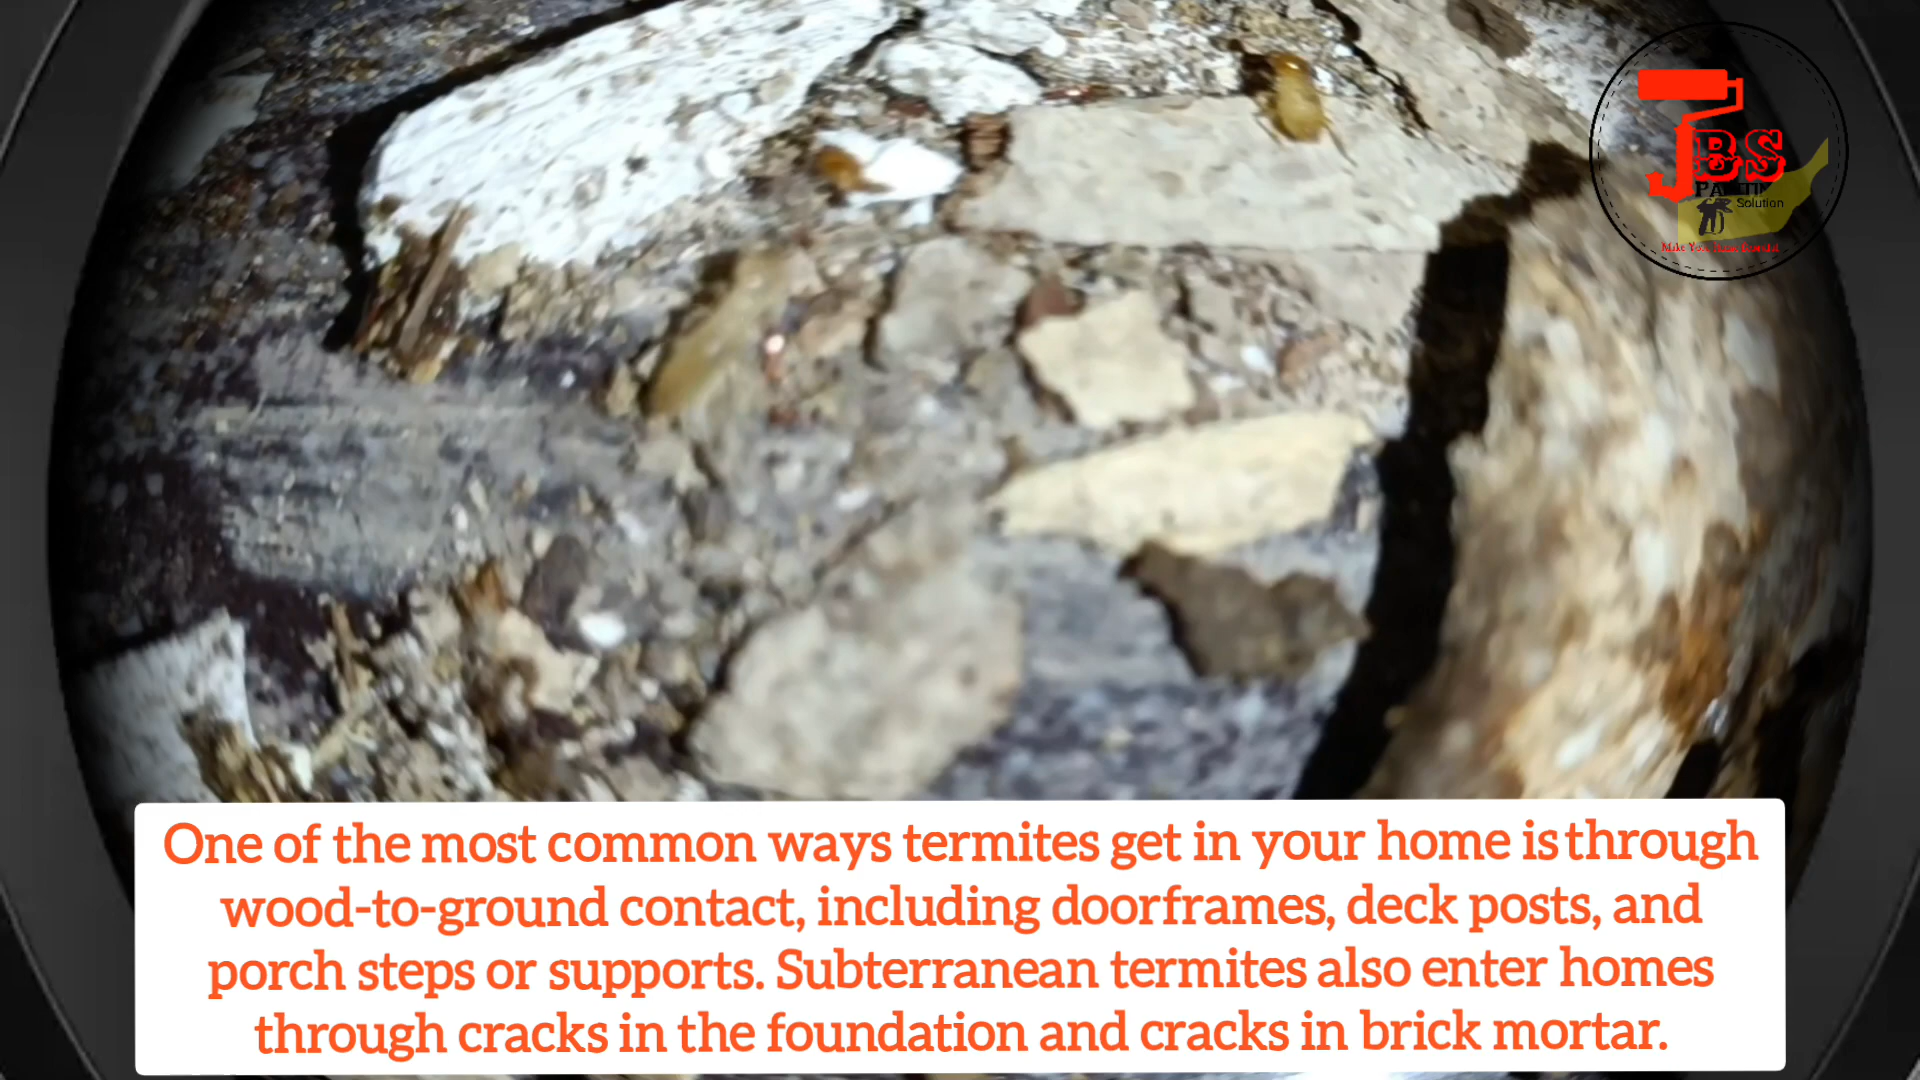 JBS
Solution
One of the most common ways termites get in your home is through
wood-to-ground contact, including doorframes, deck posts, and
porch steps or supports. Subterranean termites also enter homes
through cracks in the foundation and cracks in brick mortar.